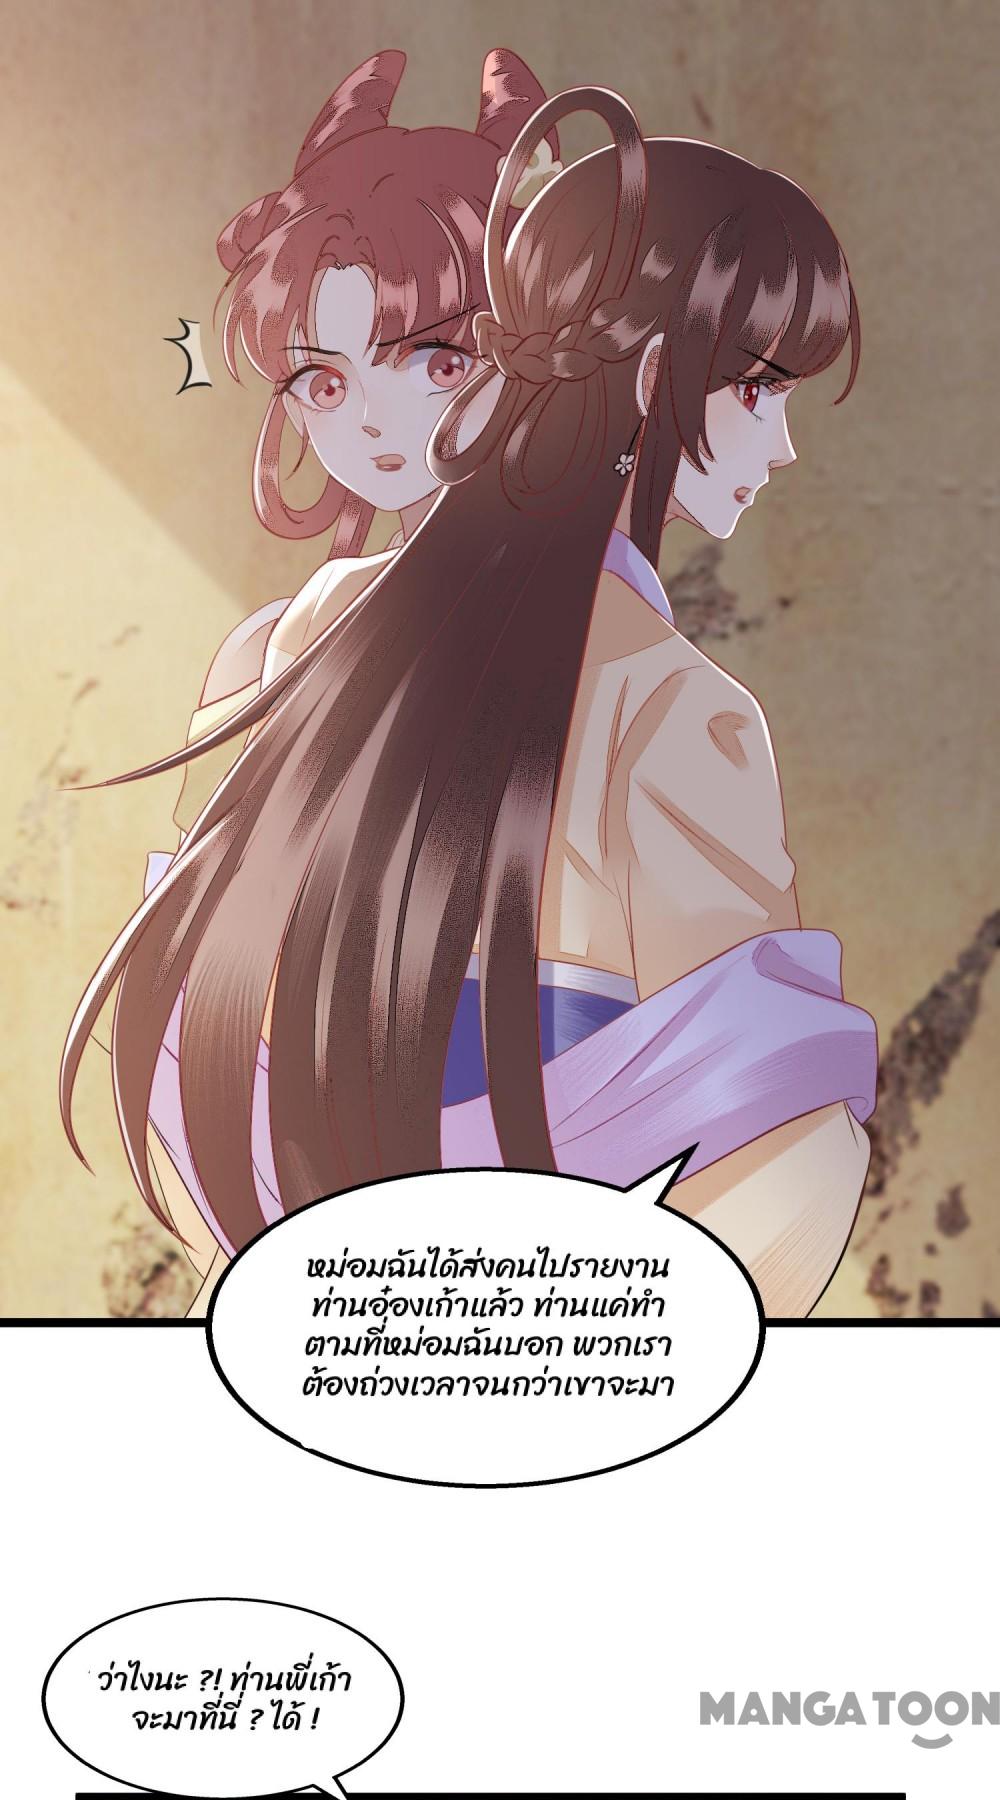 หม่อมฉันได้ส่งคนไปรายงาน
ท่านอ๋องเก้าแล้ว ท่านแค่ทำ
ตามที่หม่อมฉันบอก พวกเรา
ต้องถ่วงเวลาจนกว่าเขาจะมา
ว่าไงนะ ?! ท่านพี่เก้า
จะมาที่นี่ ? ได้ !
MANGATOON